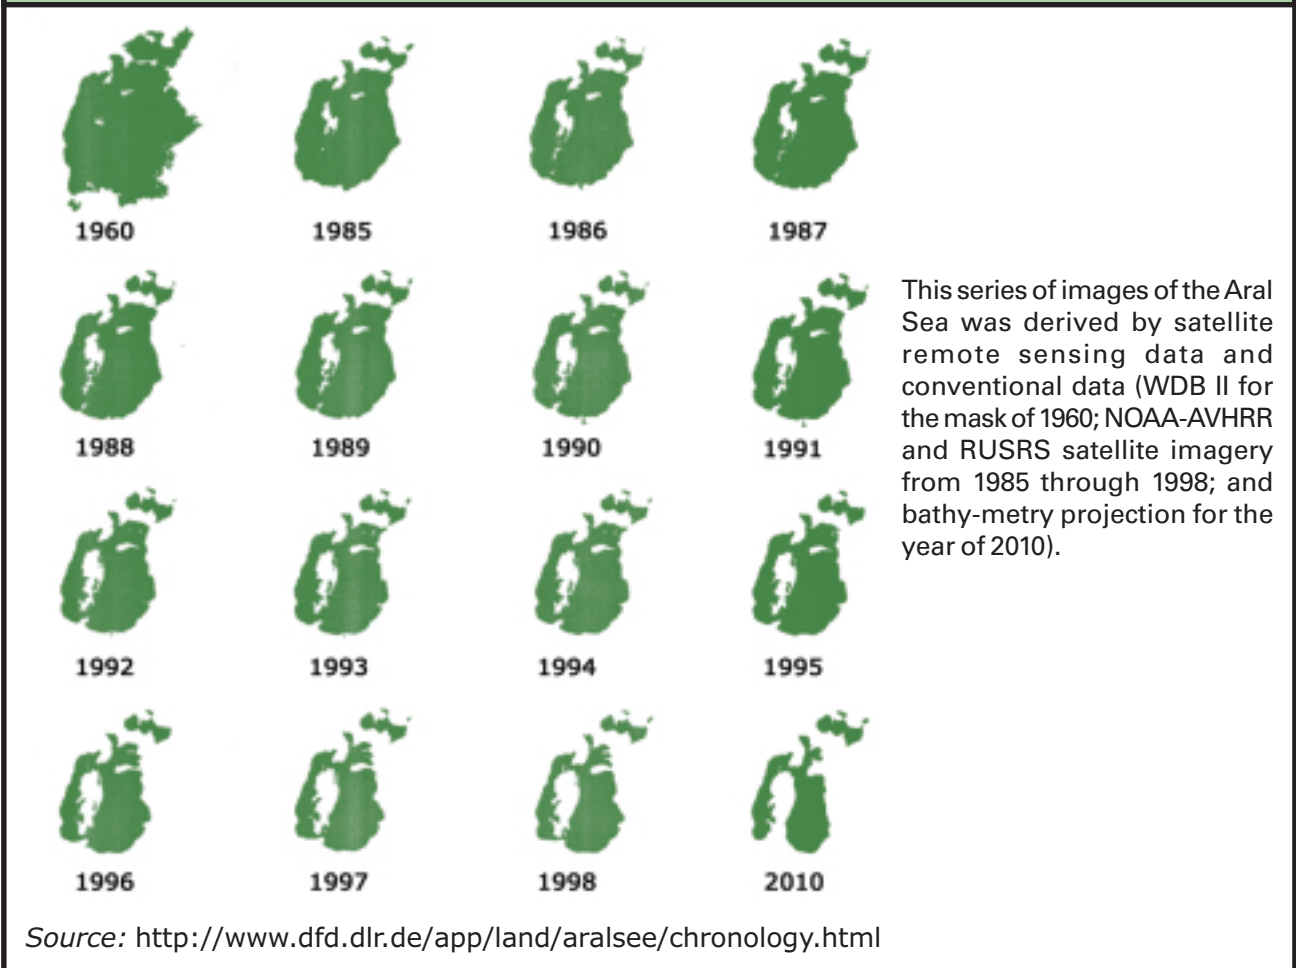 1960
1985
1986
1987
1988
1989
1990
1991
1992
1993
1994
1995
1996
1997
1998
2010
This series of images of the Aral
Sea was derived by satellite
remote sensing data and
conventional data (WDB II for
the mask of 1960; NOAA-AVHRR
and RUSRS satellite imagery
from 1985 through 1998; and
bathy-metry projection for the
year of 2010).
Source: http://www.dfd.dlr.de/app/land/aralsee/chronology.html